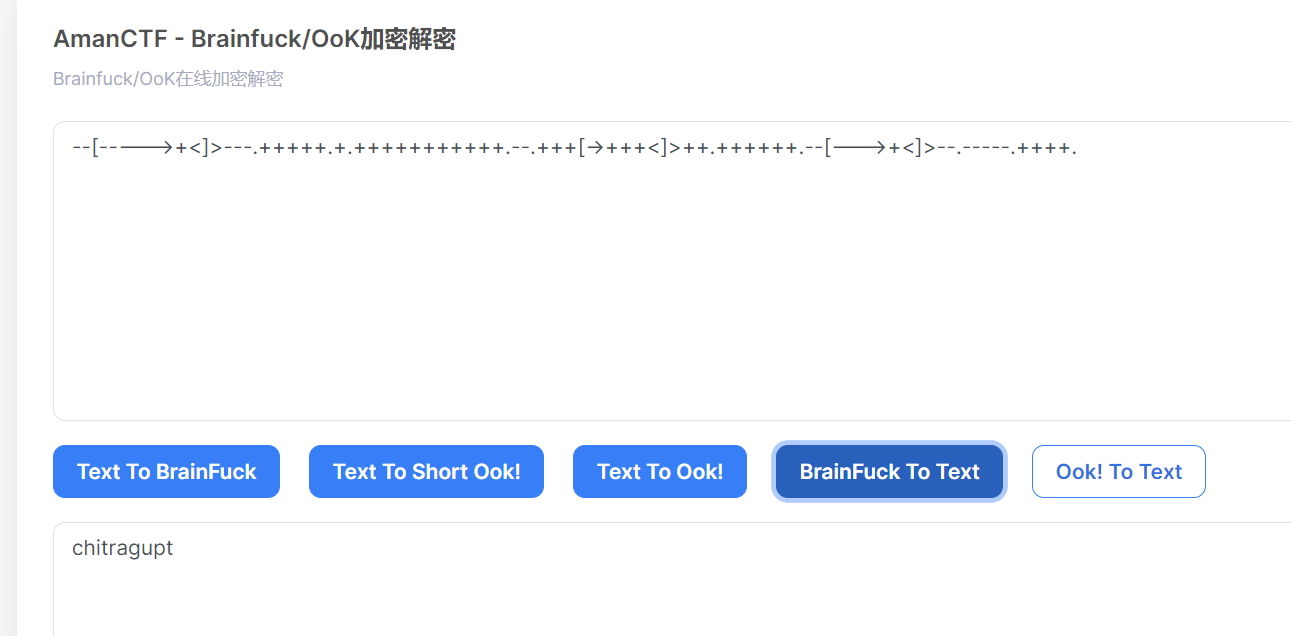 AmanCTF - Brainfuck/OoK加密解密
Brainfuck/OoK在线加密解密
--[----->+<]>---.+++++.+.+++++++++++.--.+++[->+++<]>++.++++++.--[--->+<]>--.-----.++++.
Text To BrainFuck Text To Short Ook! Text To Ook! BrainFuck To Text Ook! To Text
chitragupt